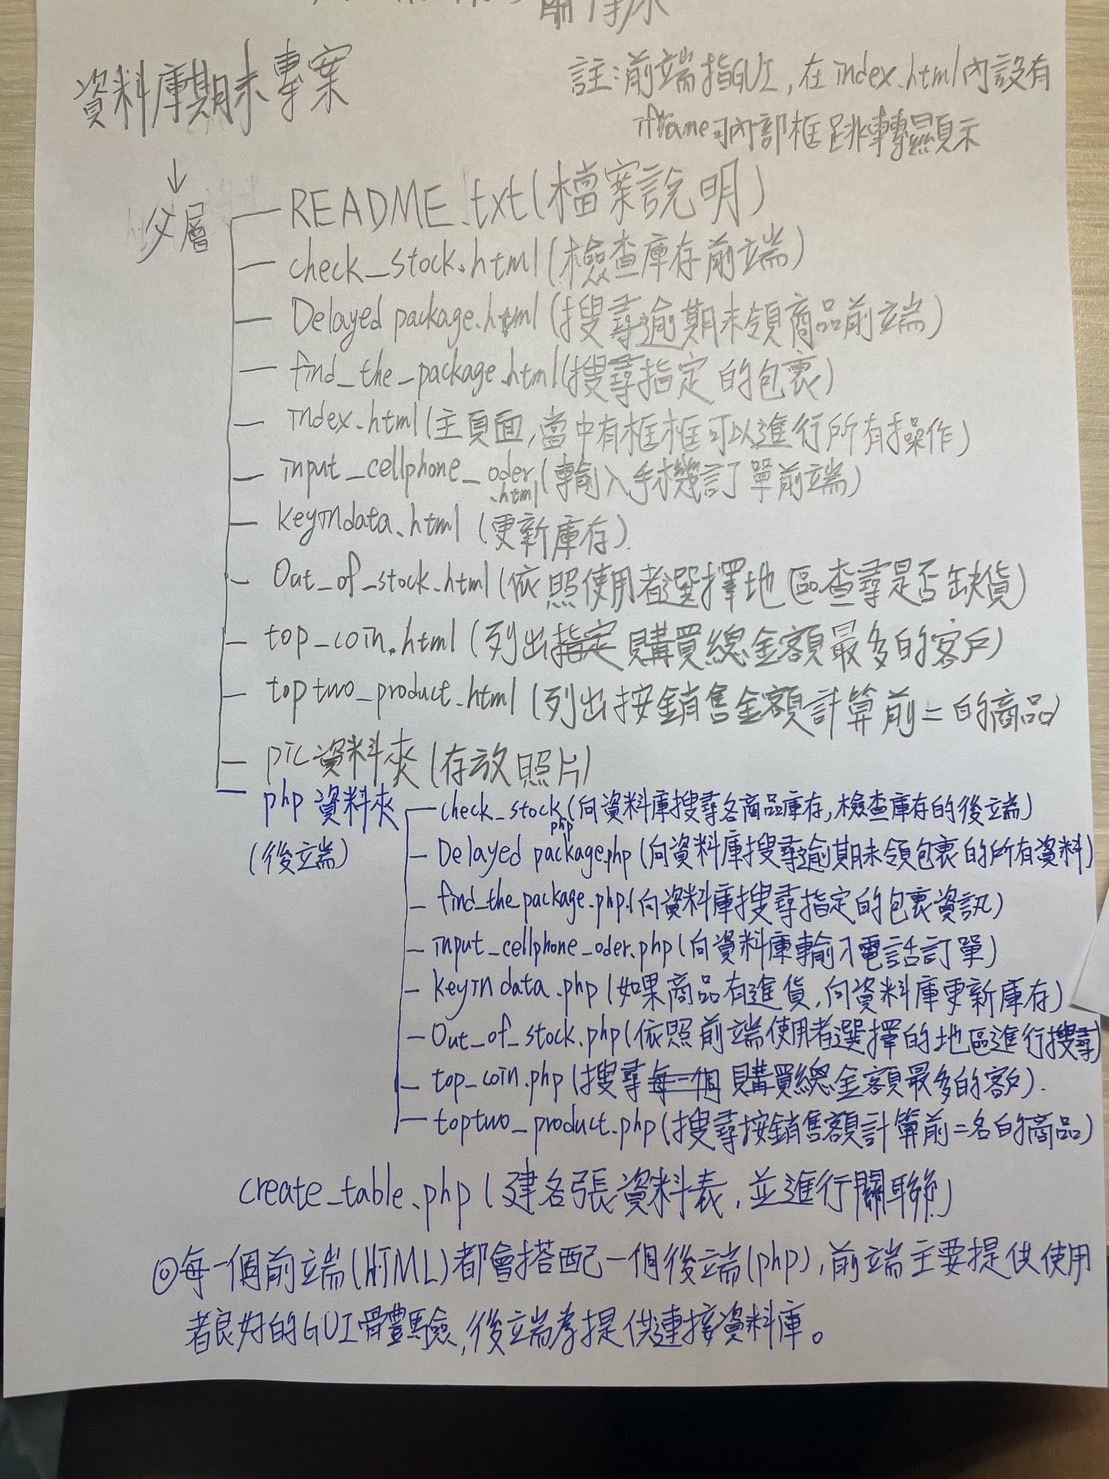 資料庫期末專案
註:前端指GUI,在index.html內設有
iframe可內部框跳轉顯示
↓
父層
README.txt(檔案說明)
check_stock.html(檢查庫存前端)
Delayed package.html(搜尋逾期未領商品前端)
find_the_package.html(搜尋指定的包裹)
index.html(主頁面,當中有框框可以進行所有操作)
input_cellphone_oder.html(輸入手機訂單前端)
keyindata.html(更新庫存)
Out_of_stock.html(依照使用者選擇地區查尋是否缺貨)
top_coin.html(列出指定購買總金額最多的客戶)
toptwo_product.html(列出按銷售金額計算前二的商品)
pic資料夾(存放照片)
php資料夾
(後端)
check_stock.php(向資料庫搜尋各商品庫存,檢查庫存的後端)
Delayed package.php(向資料庫搜尋逾期未領包裹的所有資料)
find_the_package.php(向資料庫搜尋指定的包裹資訊)
input_cellphone_oder.php(向資料庫輸入電話訂單)
keyindata.php(如果商品有進貨,向資料庫更新庫存)
Out_of_stock.php(依照前端使用者選擇的地區進行搜尋)
top_coin.php(搜尋每一個購買總金額最多的客戶).
toptwo_product.php(搜尋按銷售額計算前二名的商品)
create_table.php(建各張資料表,並進行關聯)
◎每一個前端(HTML)都會搭配一個後端(php),前端主要提供使用
者良好的GUI體驗,後端提供連接資料庫。